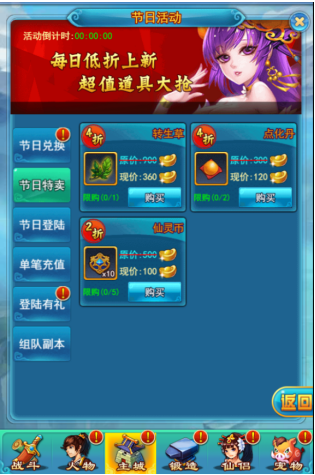 节日活动
活动倒计时:00:00:00
每日低折上新
超值道具大抢
节日兑换
节日特卖
节日登陆
单笔充值
登陆有礼
组队副本
4折
转生草
原价:900
现价:360
限购(0/1)
购买
4折
点化丹
原价:300
现价:120
限购(0/2)
购买
2折
仙灵币
x10
原价:500
现价:100
限购(0/5)
购买
返回
战斗
人物
主城
锻造
仙侣
宠物